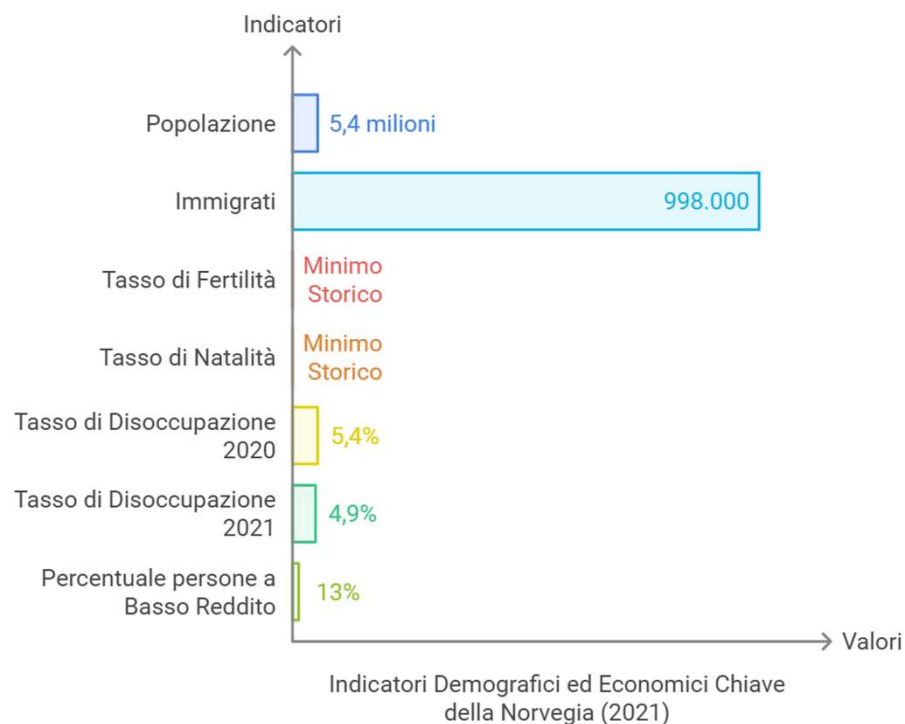 Indicatori
Popolazione
5,4 milioni
Immigrati
998.000
Tasso di Fertilità
Minimo
Storico
Tasso di Natalità
Minimo
Storico
Tasso di Disoccupazione
2020
5,4%
Tasso di Disoccupazione
2021
4,9%
Percentuale persone a
Basso Reddito
13%
Valori
Indicatori Demografici ed Economici Chiave
della Norvegia (2021)